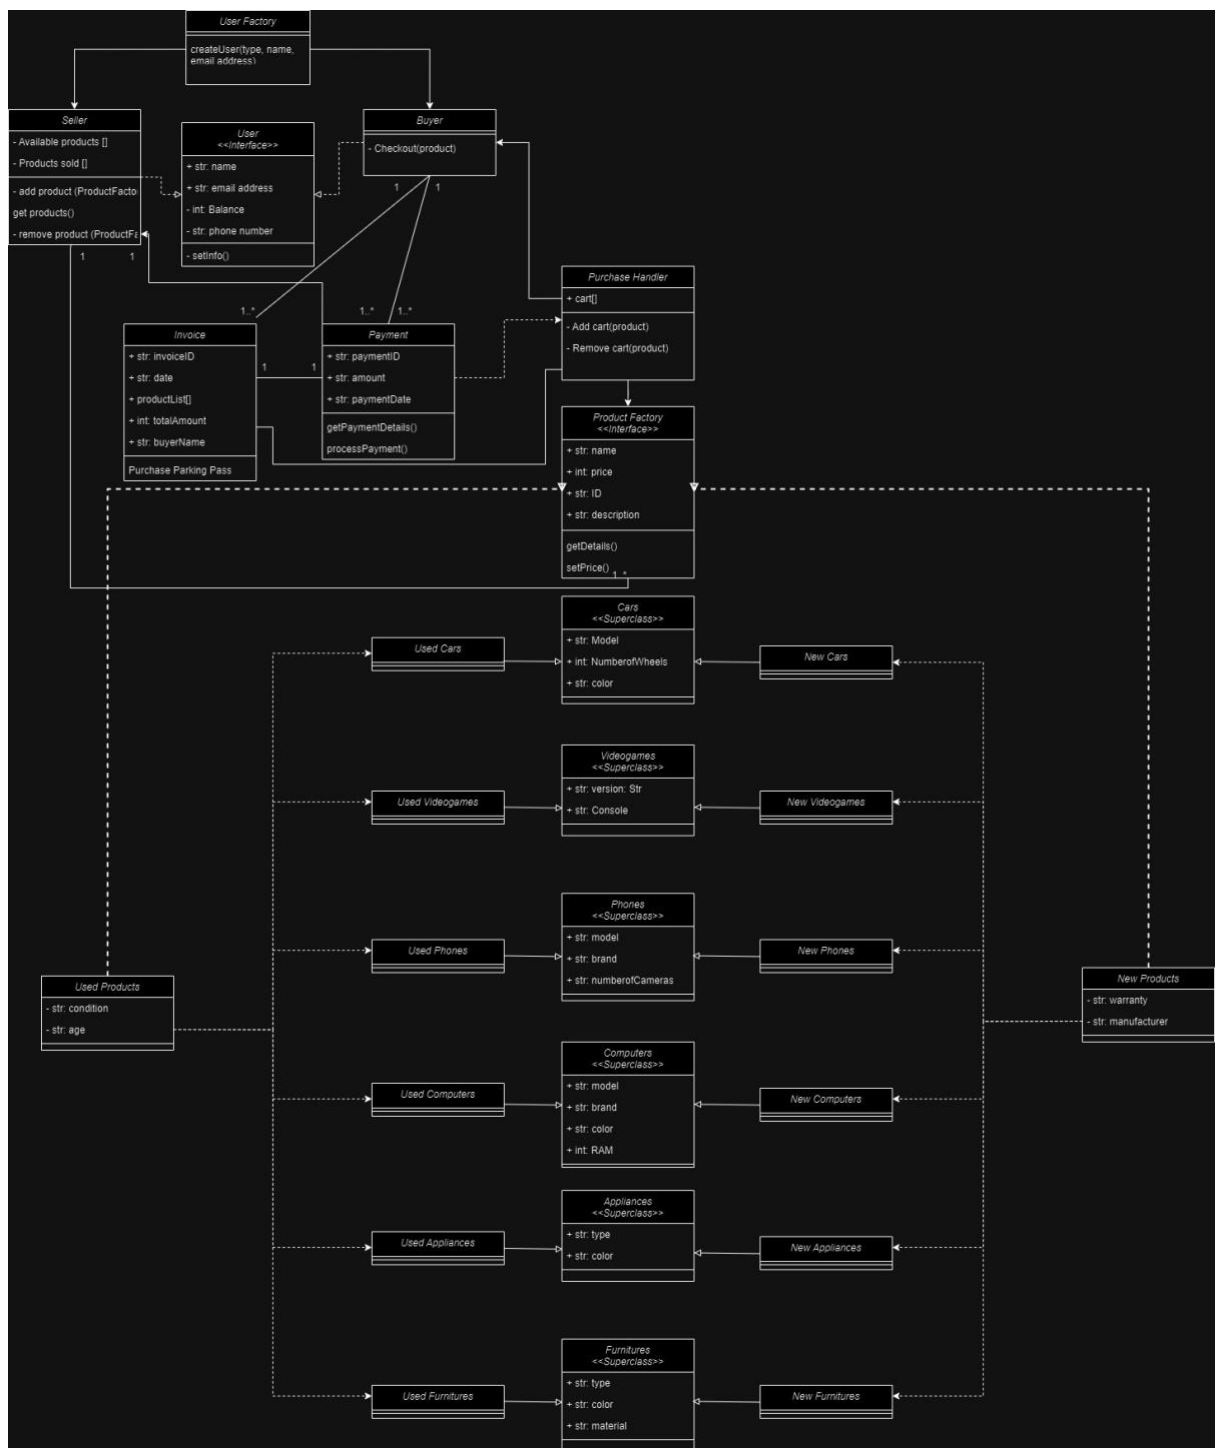 User Factory
createUser(type, name,
email address)
Seller
- Available products []
- Products sold []
- add product (ProductFacto
get products()
- remove product (ProductFa
User
<<Interface>>
+ str: name
+ str: email address
- int: Balance
- str: phone number
- setInfo()
Buyer
- Checkout(product)
1
1
1
1
1..*
1..*
1..*
Purchase Handler
+ cart[]
- Add cart(product)
- Remove cart(product)
Invoice
+ str: invoiceID
+ str: date
+ productList[]
+ int: totalAmount
+ str: buyerName
Purchase Parking Pass
1
1
Payment
+ str: paymentID
+ str: amount
+ str: paymentDate
getPaymentDetails()
processPayment()
Product Factory
<<Interface>>
+ str: name
+ int: price
+ str: ID
+ str: description
getDetails()
setPrice()
1..*
Cars
<<Superclass>>
+ str: Model
+ int: NumberofWheels
+ str: color
Used Cars
New Cars
Videogames
<<Superclass>>
+ str: version: Str
+ str: Console
Used Videogames
New Videogames
Phones
<<Superclass>>
+ str: model
+ str: brand
+ str: numberofCameras
Used Phones
New Phones
Used Products
- str: condition
- str: age
New Products
- str: warranty
- str: manufacturer
Computers
<<Superclass>>
+ str: model
+ str: brand
+ str: color
+ int: RAM
Used Computers
New Computers
Appliances
<<Superclass>>
+ str: type
+ str: color
Used Appliances
New Appliances
Furnitures
<<Superclass>>
+ str: type
+ str: color
+ str: material
Used Furnitures
New Furnitures